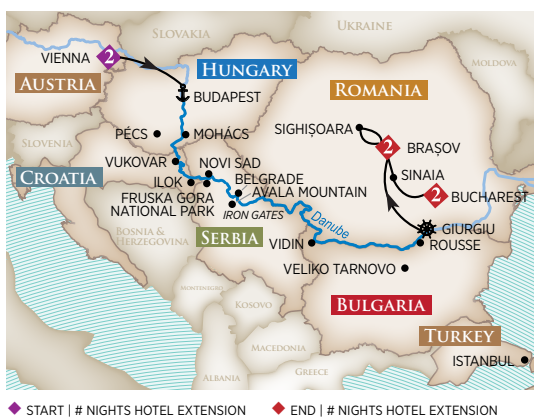 SLOVAKIA
UKRAINE
VIENNA
2
MOLDOVA
AUSTRIA
HUNGARY
BUDAPEST
ROMANIA
SIGHIȘOARA
PÉCS
MOHÁCS
2
BRAȘOV
SLOVENIA
VUKOVAR
NOVI SAD
SINAIA
CROATIA
ILOK
BELGRADE
2
BUCHAREST
FRUSKA GORA
NATIONAL PARK
AVALA MOUNTAIN
IRON GATES
Danube
GIURGIU
BOSNIA &
HERZEGOVINA
SERBIA
VIDIN
ROUSSE
VELIKO TARNOVO
MONTENEGRO
KOSOVO
BULGARIA
TURKEY
MACEDONIA
ALBANIA
GREECE
ISTANBUL
START | # NIGHTS HOTEL EXTENSION
END | # NIGHTS HOTEL EXTENSION